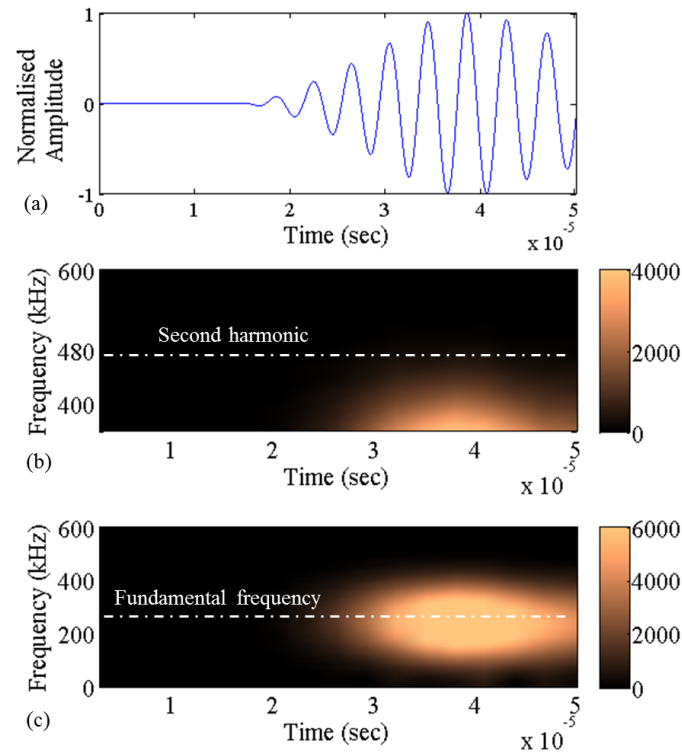 1
0
-1
Normalised
Amplitude
0 1 2 3 4 5
(a)
Time (sec)
x 10⁻⁵
600
480
400
Frequency (kHz)
Second harmonic
4000
2000
0
1 2 3 4 5
(b)
Time (sec)
x 10⁻⁵
600
400
200
0
Frequency (kHz)
Fundamental frequency
6000
4000
2000
0
1 2 3 4 5
(c)
Time (sec)
x 10⁻⁵